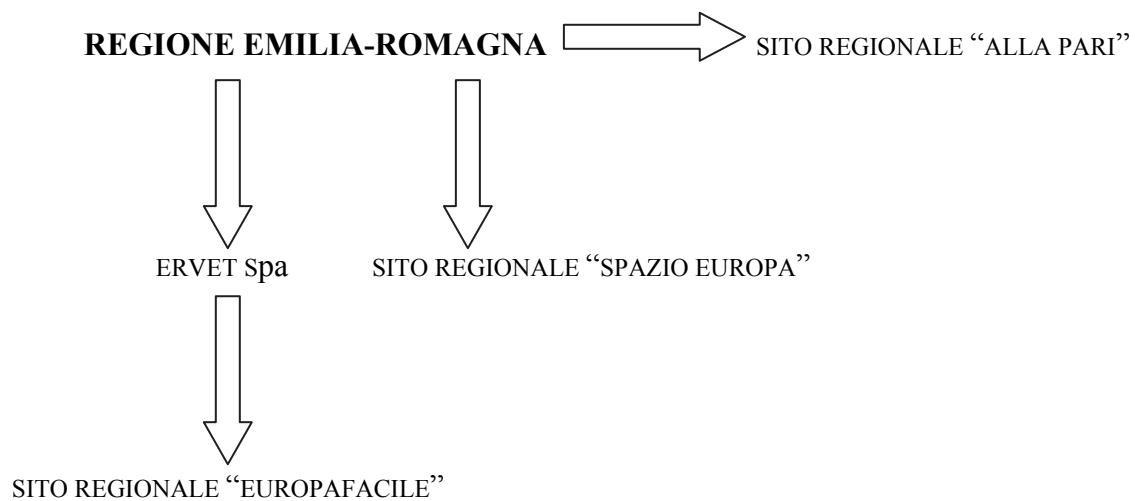 REGIONE EMILIA-ROMAGNA
SITO REGIONALE “ALLA PARI”
ERVET Spa
SITO REGIONALE “SPAZIO EUROPA”
SITO REGIONALE “EUROPAFACILE”